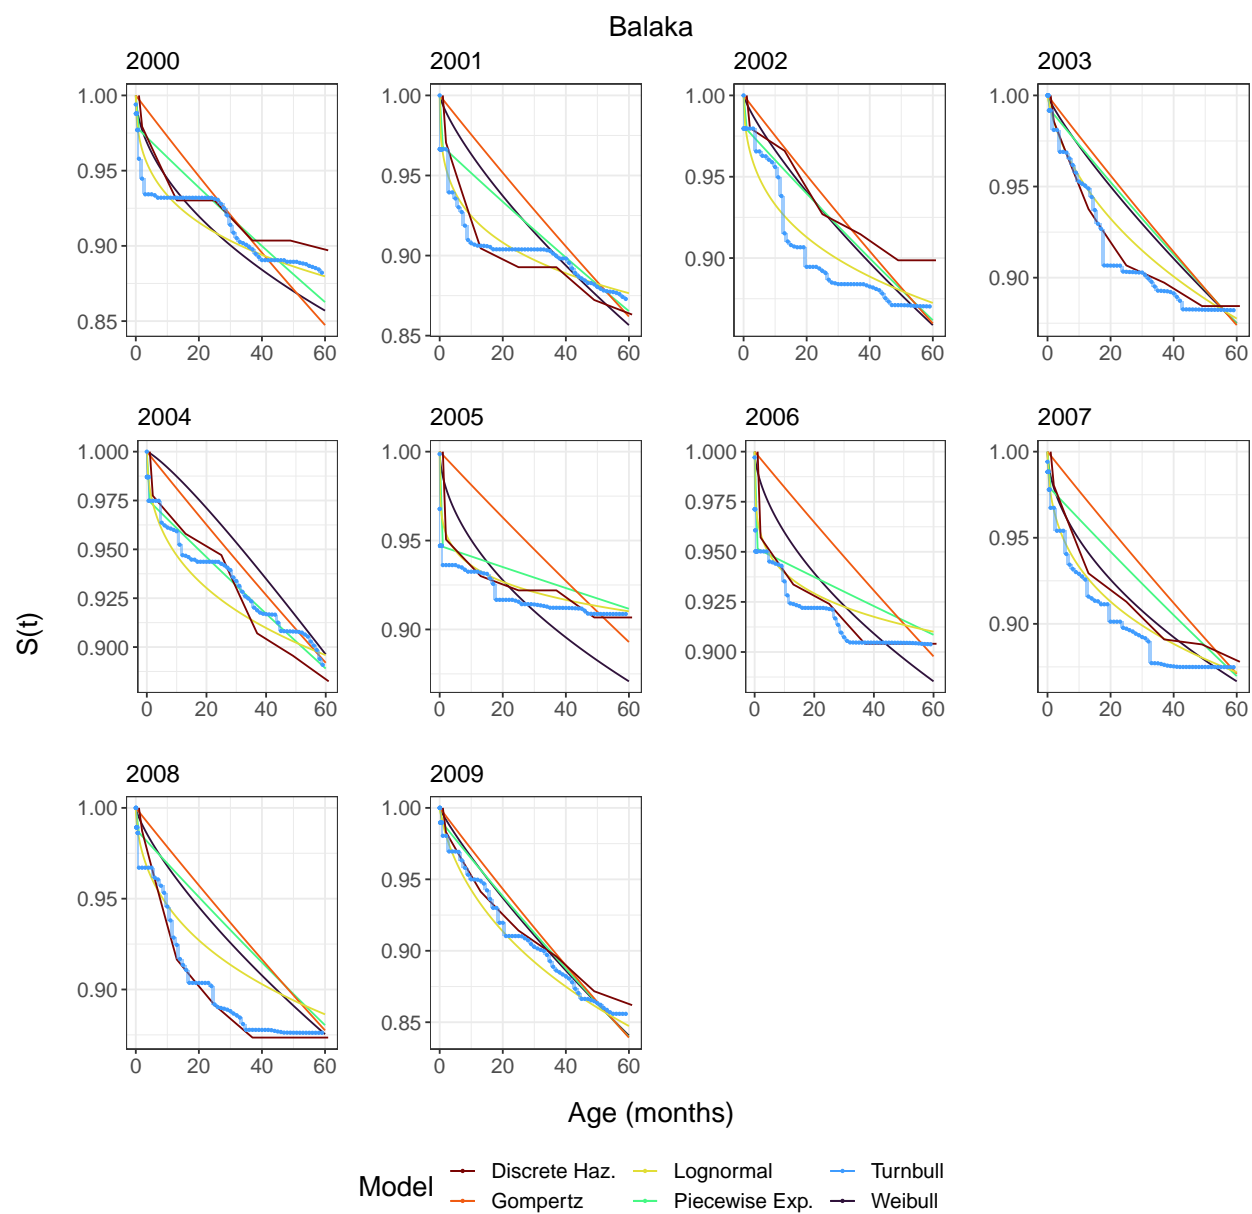 Balaka
2000 2001 2002 2003
1.00 1.00 1.00 1.00
0.95 0.95 0.95 0.95
0.90 0.90 0.90 0.90
0.85 0.85
0 20 40 60 0 20 40 60 0 20 40 60 0 20 40 60
2004 2005 2006 2007
1.000 1.00 1.000 1.00
0.975 0.95 0.975 0.95
0.950 0.90 0.950 0.90
0.925 0.925
0.900 0.900
0 20 40 60 0 20 40 60 0 20 40 60 0 20 40 60
S(t)
2008 2009
1.00 1.00
0.95 0.95
0.90 0.90
0.85
0 20 40 60 0 20 40 60
Age (months)
Model
Discrete Haz. Lognormal Turnbull
Gompertz Piecewise Exp. Weibull